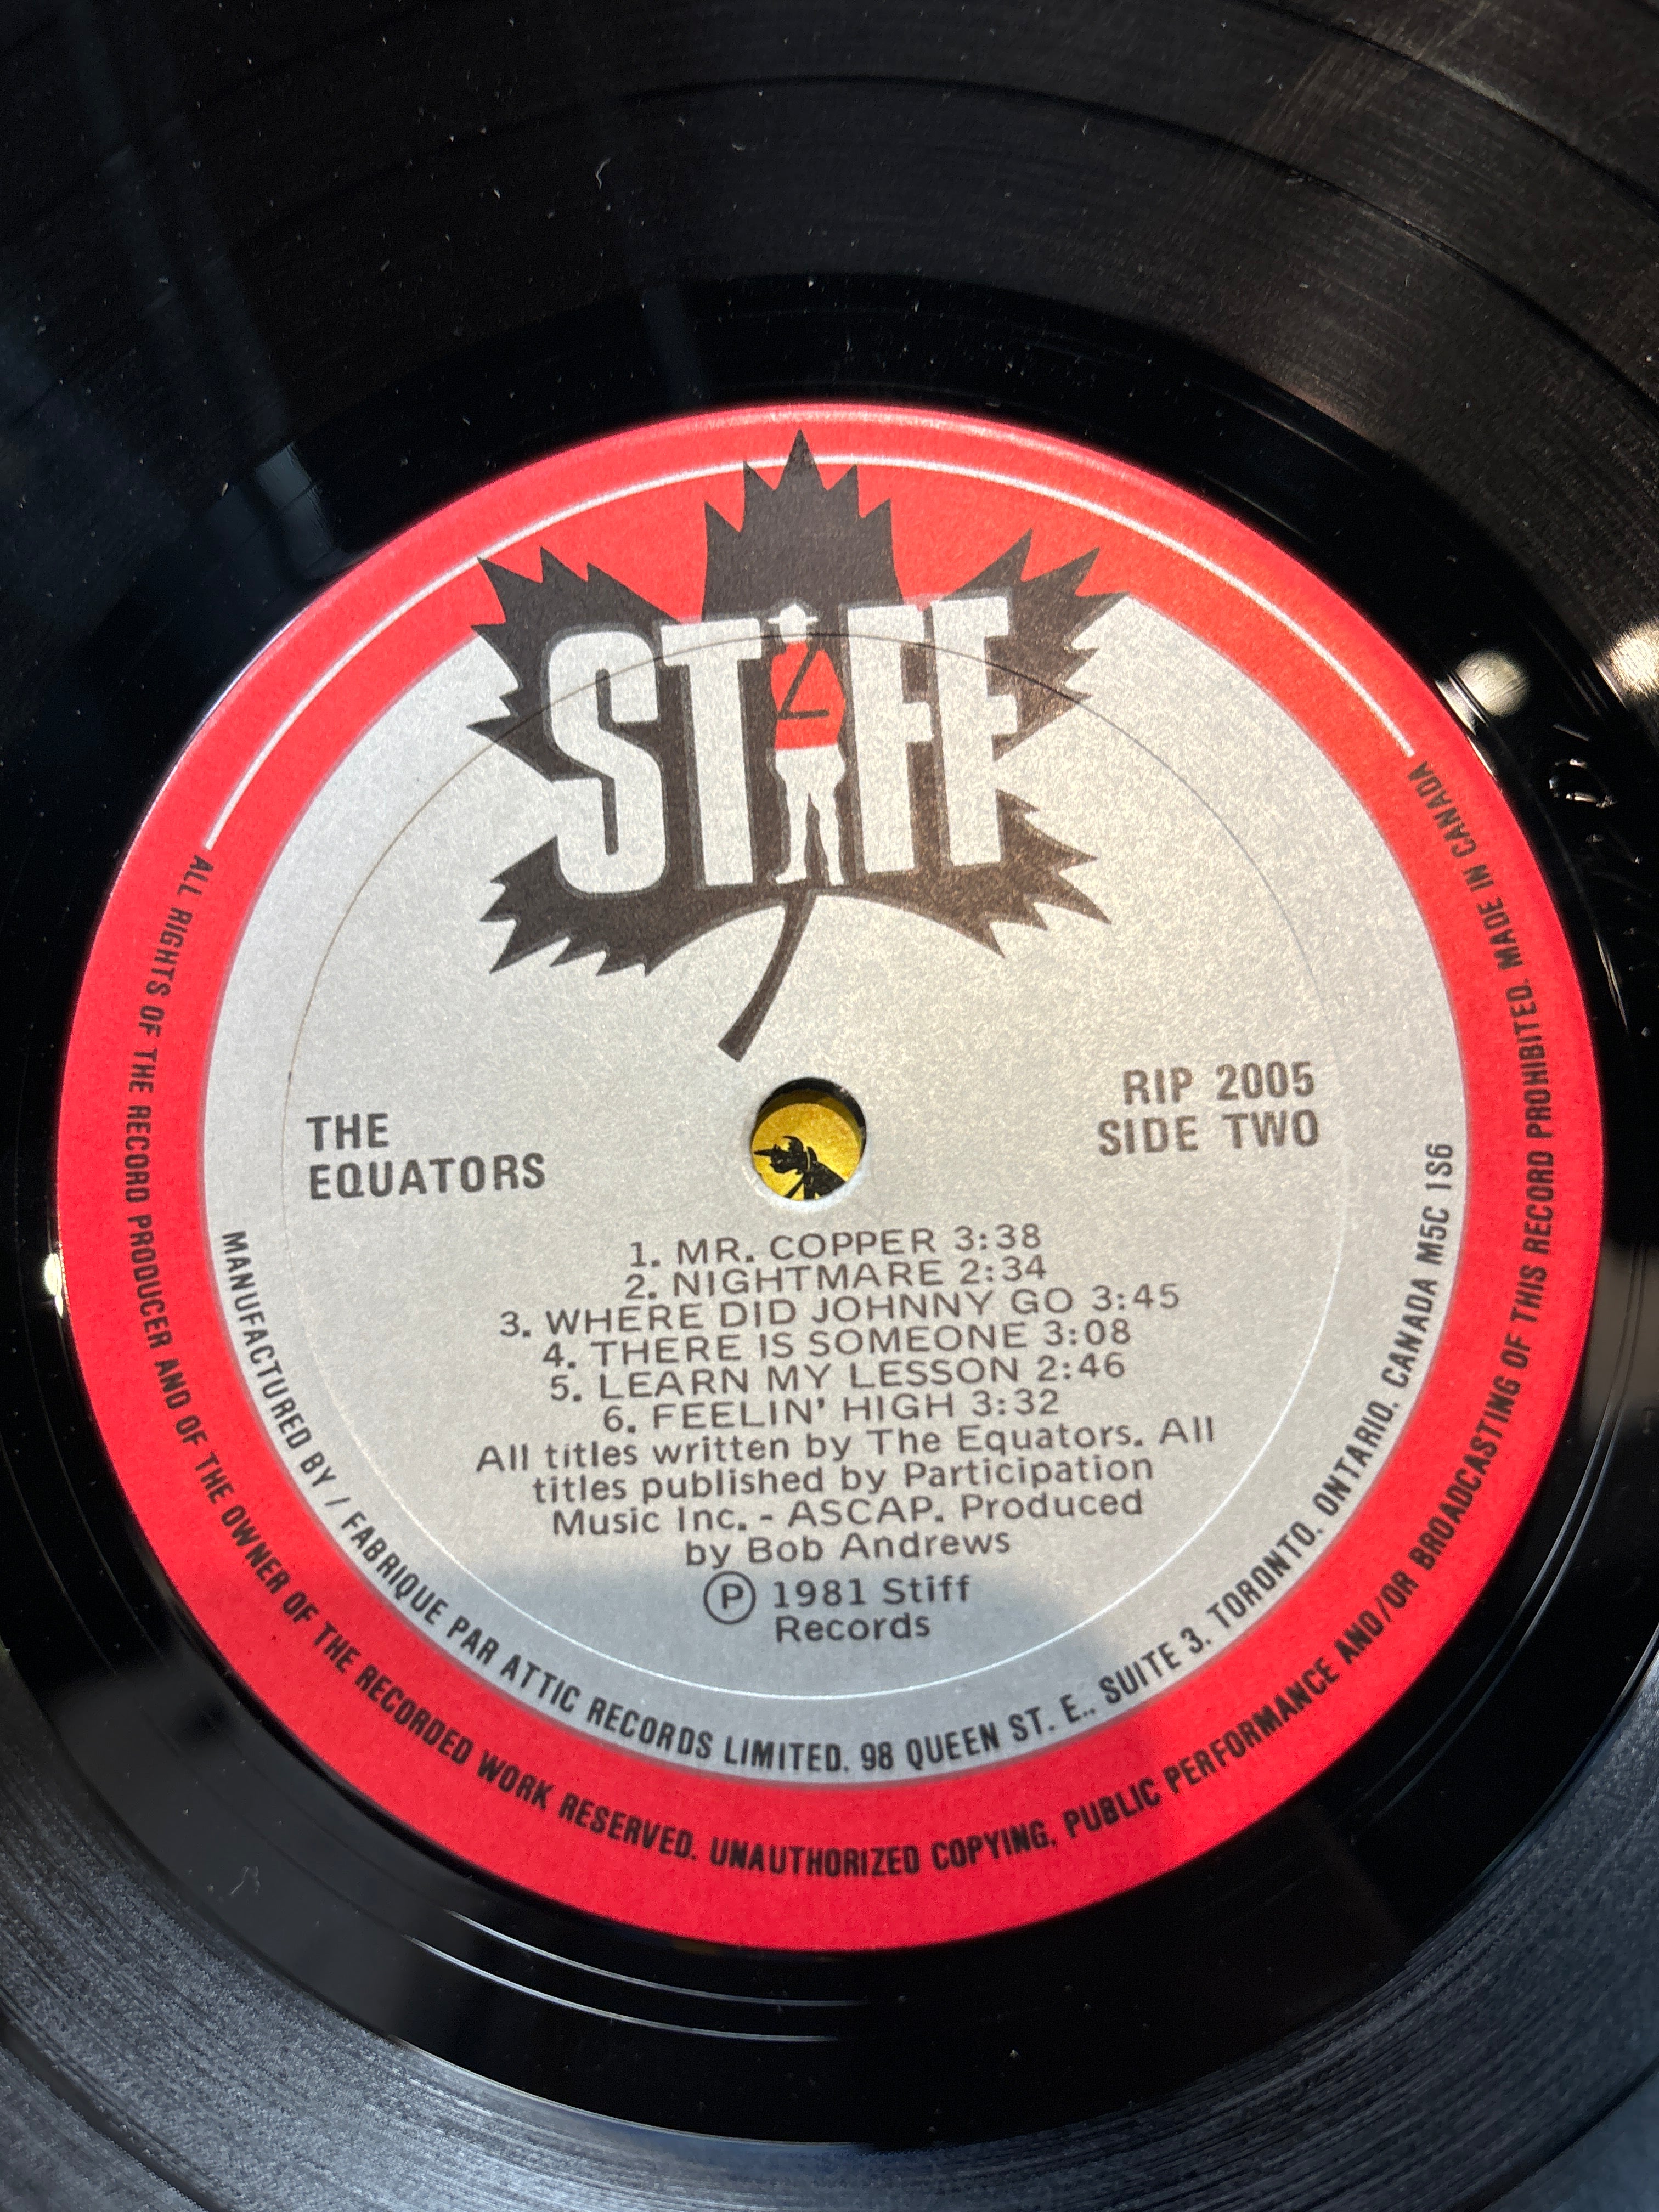 STIFF
THE
EQUATORS
RIP 2005
SIDE TWO
1. MR. COPPER 3:38
2. NIGHTMARE 2:34
3. WHERE DID JOHNNY GO 3:45
4. THERE IS SOMEONE 3:08
5. LEARN MY LESSON 2:46
6. FEELIN' HIGH 3:32
All titles written by The Equators. All
titles published by Participation
Music Inc. - ASCAP. Produced
by Bob Andrews
Ⓟ 1981 Stiff
Records
MANUFACTURED BY / FABRIQUE PAR ATTIC RECORDS LIMITED. 98 QUEEN ST. E., SUITE 3. TORONTO. ONTARIO. CANADA M5C 1S6
ALL RIGHTS OF THE RECORD PRODUCER AND OF THE OWNER OF THE RECORDED WORK RESERVED. UNAUTHORIZED COPYING. PUBLIC PERFORMANCE AND/OR BROADCASTING OF THIS RECORD PROHIBITED. MADE IN CANADA